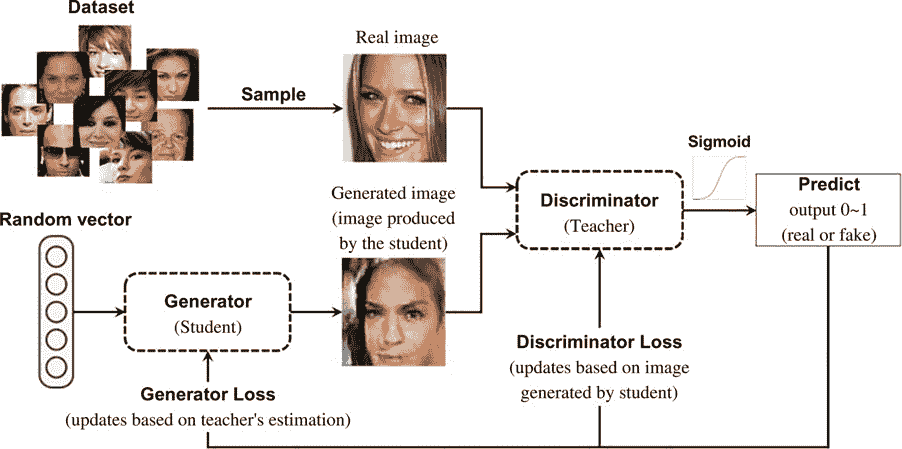 Dataset
Real image
Sample
Sigmoid
Generated image
(image produced
by the student)
Discriminator
(Teacher)
Predict
output 0~1
(real or fake)
Random vector
Generator
(Student)
Discriminator Loss
(updates based on image
generated by student)
Generator Loss
(updates based on teacher's estimation)